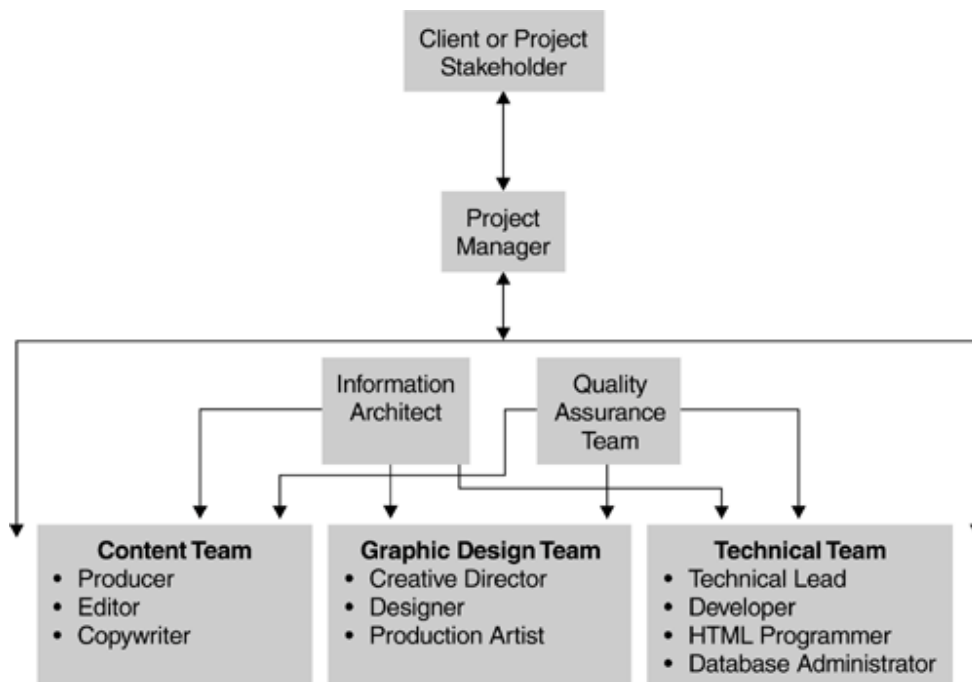 Client or Project
Stakeholder
Project
Manager
Information
Architect
Quality
Assurance
Team
Content Team
• Producer
• Editor
• Copywriter
Graphic Design Team
• Creative Director
• Designer
• Production Artist
Technical Team
• Technical Lead
• Developer
• HTML Programmer
• Database Administrator